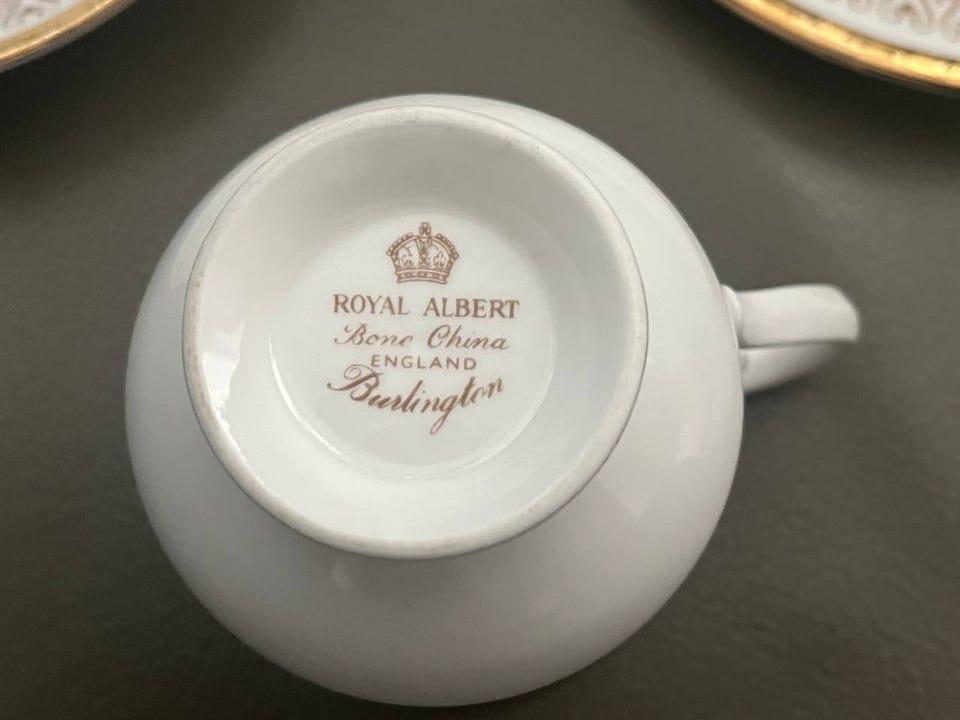 ROYAL ALBERT
Bone China
ENGLAND
Burlington